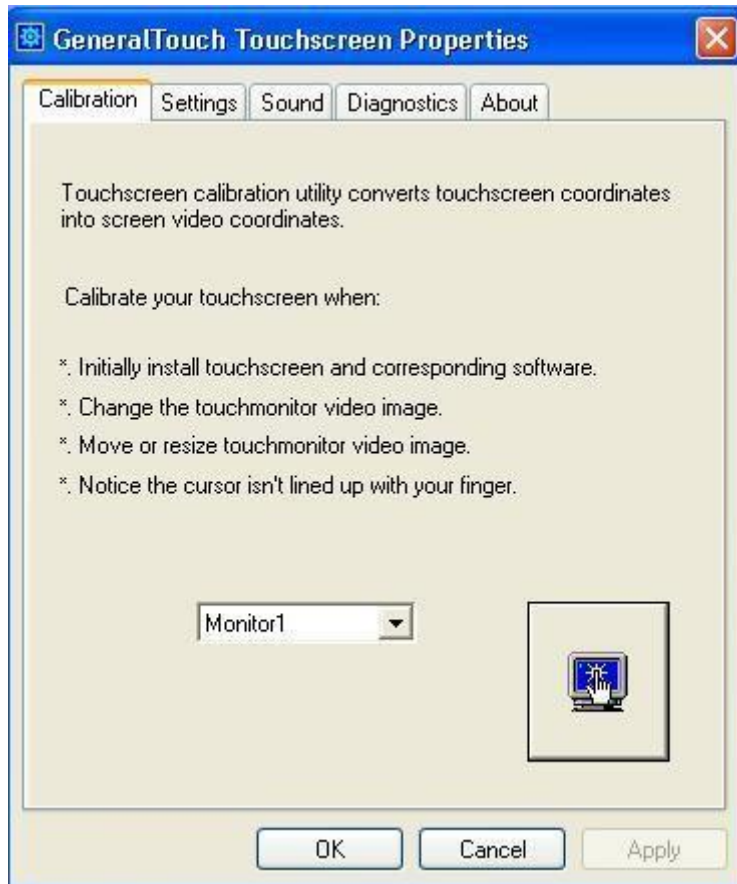 GeneralTouch Touchscreen Properties
Calibration Settings Sound Diagnostics About
Touchscreen calibration utility converts touchscreen coordinates
into screen video coordinates.
Calibrate your touchscreen when:
*. Initially install touchscreen and corresponding software.
*. Change the touchmonitor video image.
*. Move or resize touchmonitor video image.
*. Notice the cursor isn't lined up with your finger.
Monitor1
OK Cancel Apply